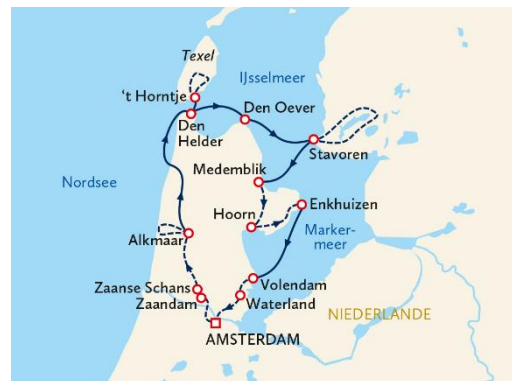 Texel
IJsselmeer
't Horntje
Den Oever
Den
Helder
Stavoren
Medemblik
Nordsee
Enkhuizen
Hoorn
Marker-
meer
Alkmaar
Zaanse Schans
Volendam
Zaandam
Waterland
NIEDERLANDE
AMSTERDAM